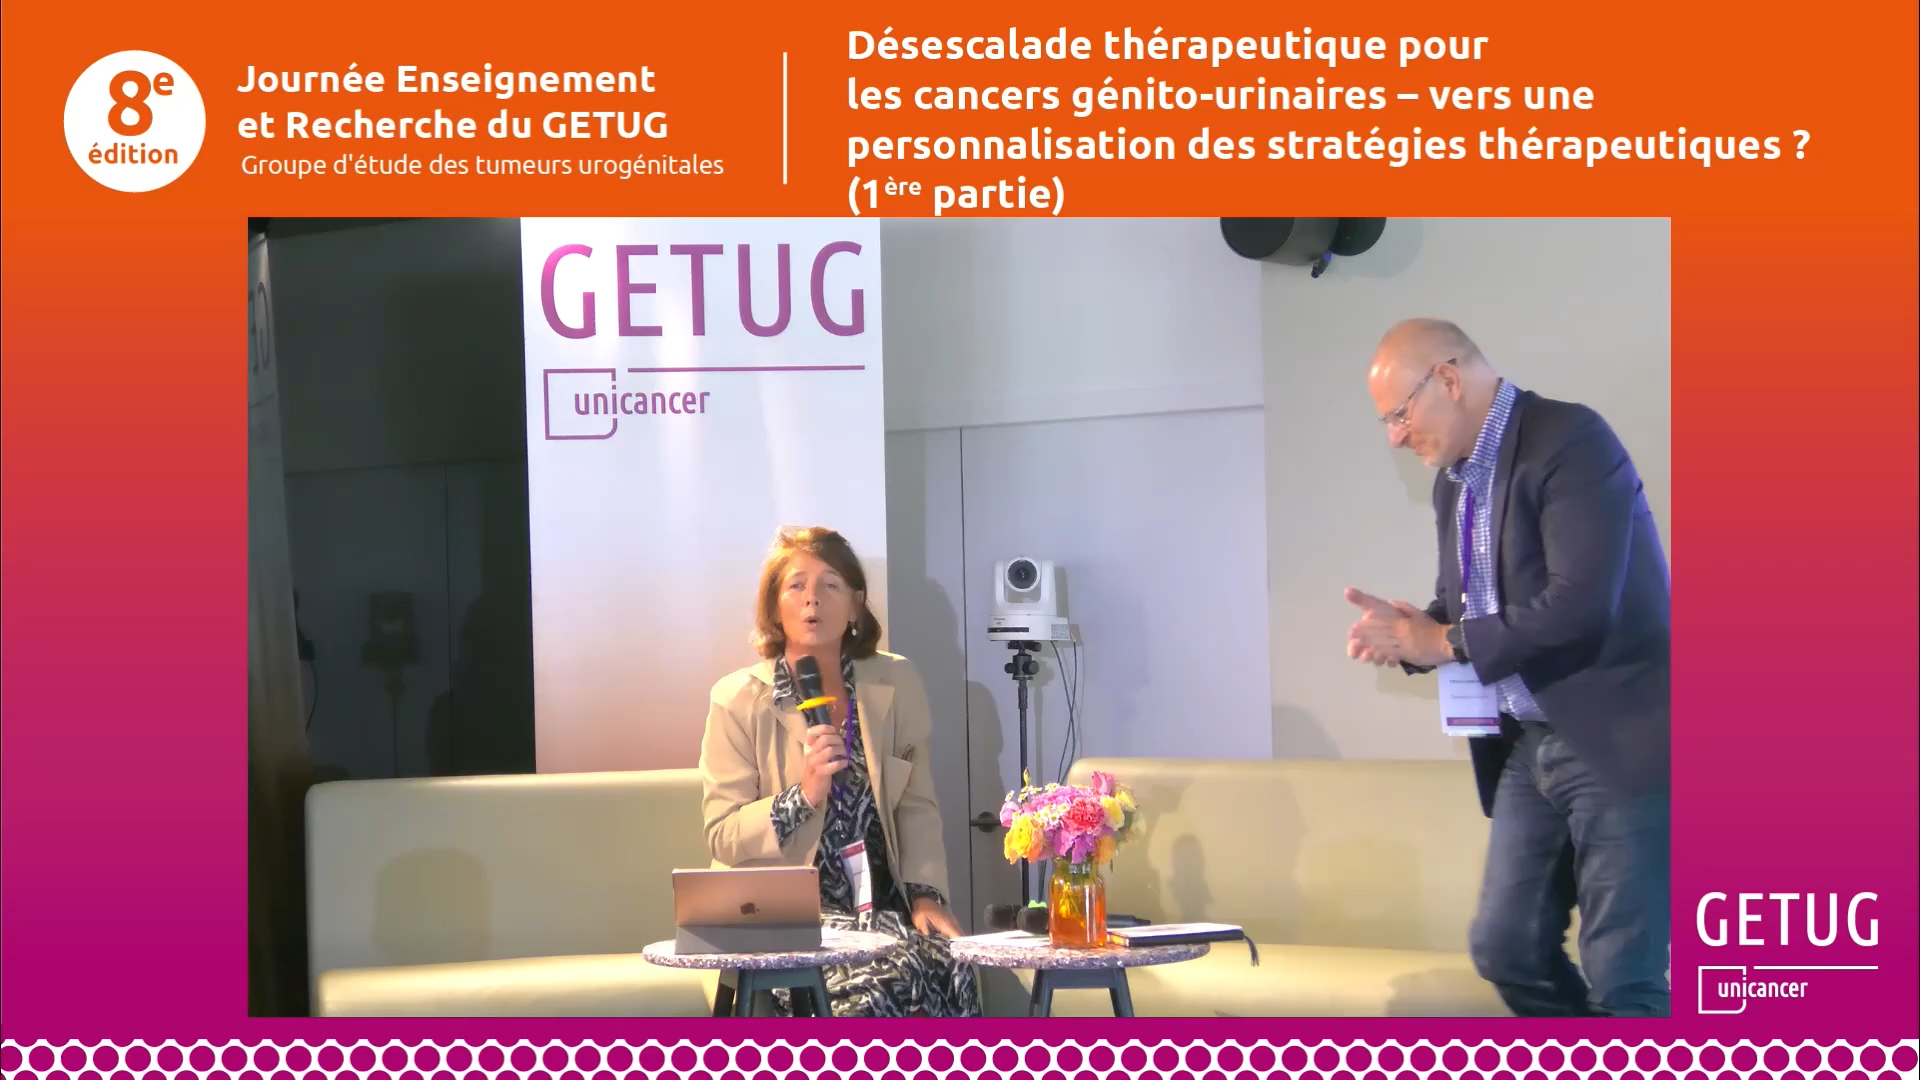 8e
édition
Journée Enseignement
et Recherche du GETUG
Groupe d'étude des tumeurs urogénitales
Désescalade thérapeutique pour
les cancers génito-urinaires – vers une
personnalisation des stratégies thérapeutiques ?
(1ère partie)
GETUG
unicancer
GETUG
unicancer